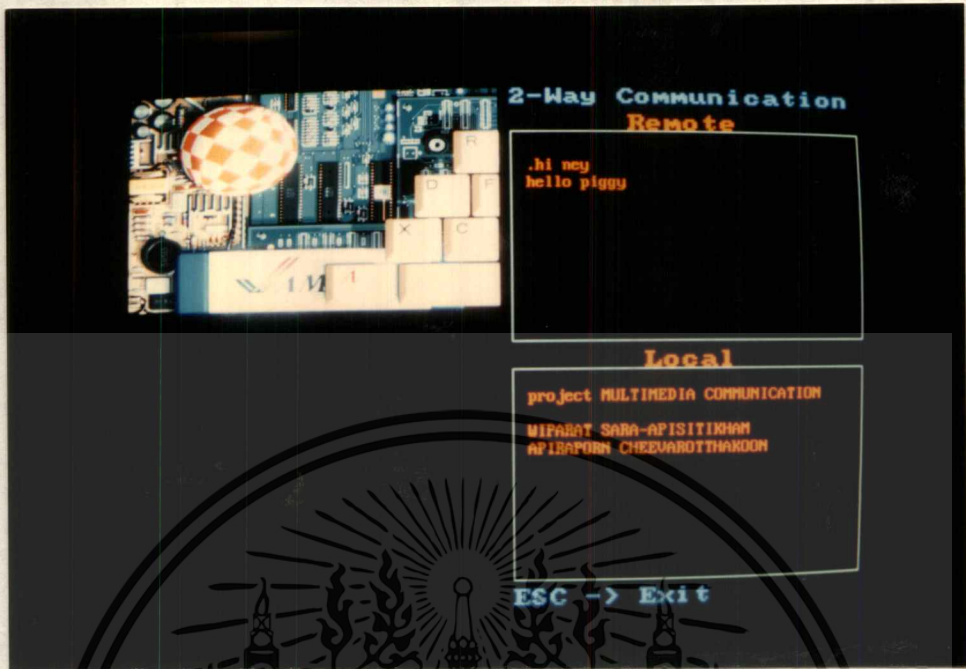 2-Way Communication
Remote
.hi ney
hello piggy
R
D F
X C
Local
project MULTIMEDIA COMMUNICATION
WIPARAT SARA-APISITIKHAM
APIRAPORN CHEEVAROTTHAKOON
ESC -> Exit